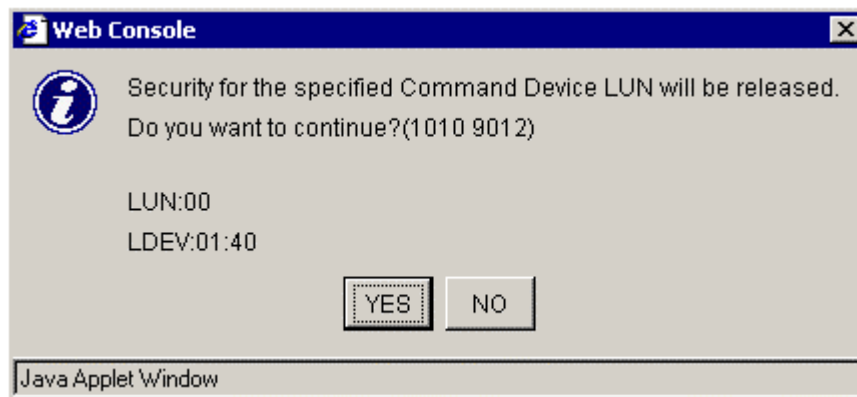 Web Console
Security for the specified Command Device LUN will be released.
Do you want to continue?(1010 9012)
LUN:00
LDEV:01:40
YES NO
Java Applet Window